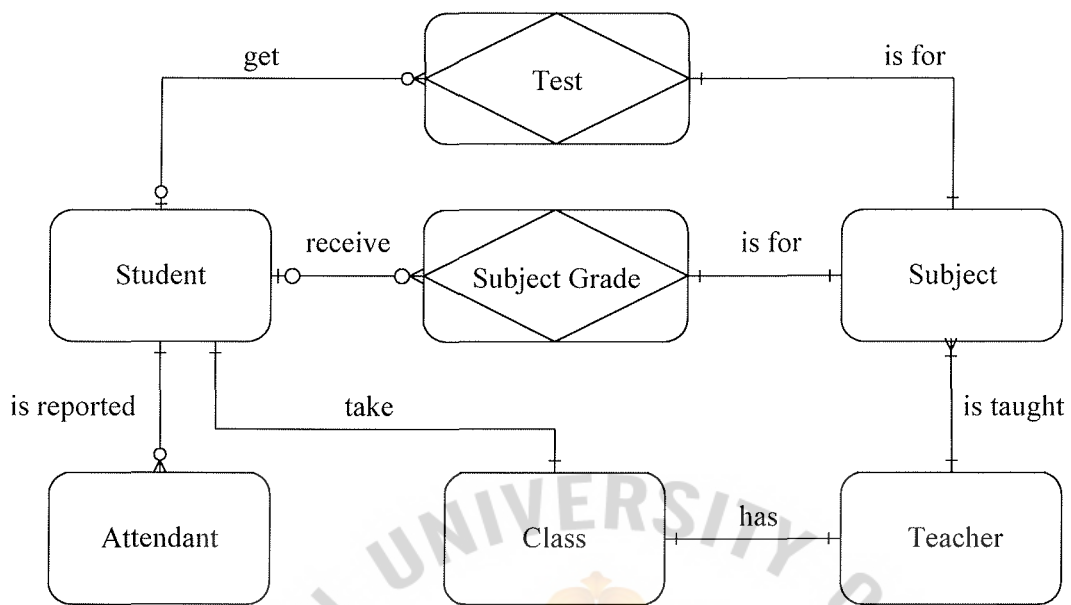 get
Test
is for
Student
receive
Subject Grade
is for
Subject
is reported
take
is taught
Attendant
Class
has
Teacher
UNIVERSITY